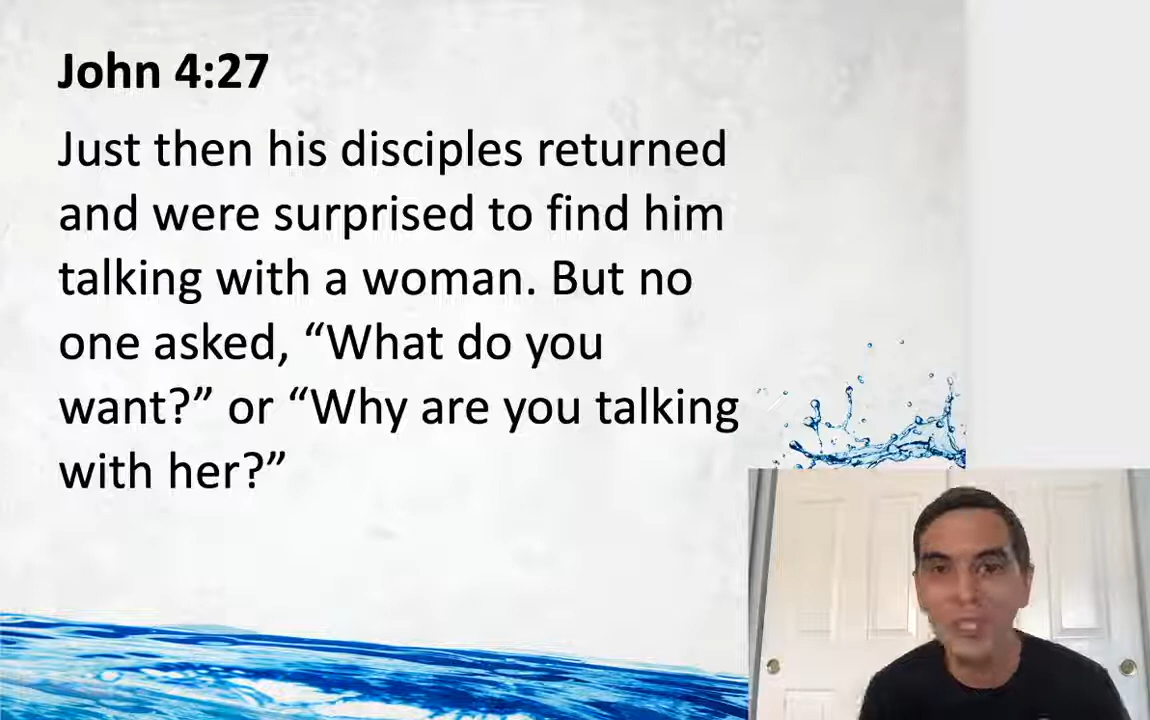 John 4:27
Just then his disciples returned
and were surprised to find him
talking with a woman. But no
one asked, “What do you
want?” or “Why are you talking
with her?”